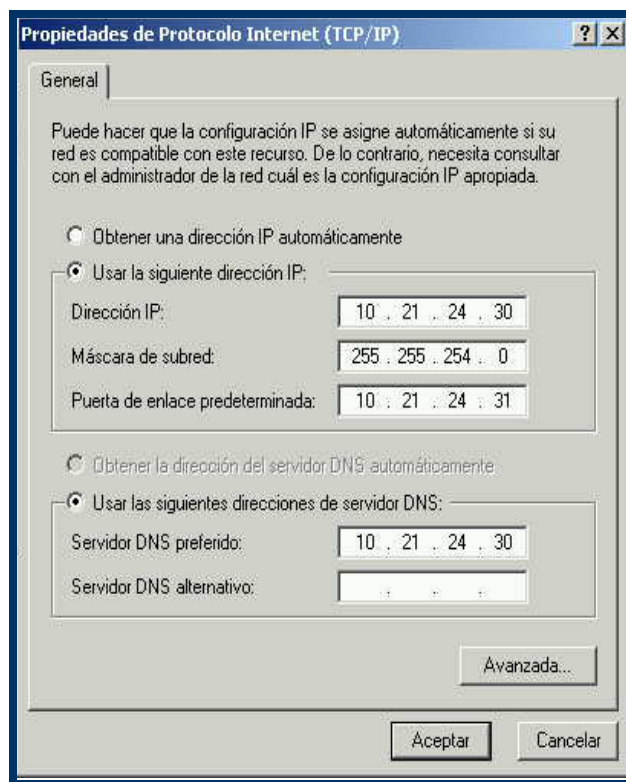 Propiedades de Protocolo Internet (TCP/IP)
General
Puede hacer que la configuración IP se asigne automáticamente si su
red es compatible con este recurso. De lo contrario, necesita consultar
con el administrador de la red cuál es la configuración IP apropiada.
Obtener una dirección IP automáticamente
Usar la siguiente dirección IP:
Dirección IP: 10 . 21 . 24 . 30
Máscara de subred: 255 . 255 . 254 . 0
Puerta de enlace predeterminada: 10 . 21 . 24 . 31
Obtener la dirección del servidor DNS automáticamente
Usar las siguientes direcciones de servidor DNS:
Servidor DNS preferido: 10 . 21 . 24 . 30
Servidor DNS alternativo: . . .
Avanzada...
Aceptar Cancelar